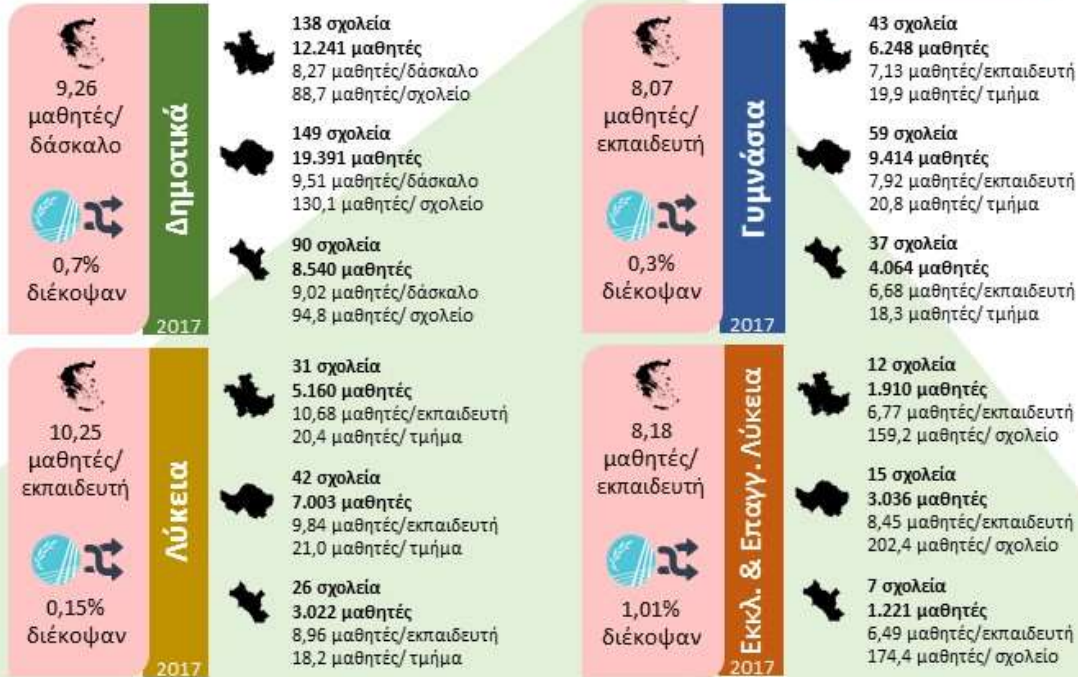 9,26
μαθητές/
δάσκαλο
0,7%
διέκοψαν
Δημοτικά
2017
138 σχολεία
12.241 μαθητές
8,27 μαθητές/δάσκαλο
88,7 μαθητές/σχολείο
149 σχολεία
19.391 μαθητές
9,51 μαθητές/δάσκαλο
130,1 μαθητές/ σχολείο
90 σχολεία
8.540 μαθητές
9,02 μαθητές/δάσκαλο
94,8 μαθητές/ σχολείο
8,07
μαθητές/
εκπαιδευτή
0,3%
διέκοψαν
Γυμνάσια
2017
43 σχολεία
6.248 μαθητές
7,13 μαθητές/εκπαιδευτή
19,9 μαθητές/ τμήμα
59 σχολεία
9.414 μαθητές
7,92 μαθητές/εκπαιδευτή
20,8 μαθητές/ τμήμα
37 σχολεία
4.064 μαθητές
6,68 μαθητές/εκπαιδευτή
18,3 μαθητές/ τμήμα
10,25
μαθητές/
εκπαιδευτή
0,15%
διέκοψαν
Λύκεια
2017
31 σχολεία
5.160 μαθητές
10,68 μαθητές/εκπαιδευτή
20,4 μαθητές/ τμήμα
42 σχολεία
7.003 μαθητές
9,84 μαθητές/εκπαιδευτή
21,0 μαθητές/ τμήμα
26 σχολεία
3.022 μαθητές
8,96 μαθητές/εκπαιδευτή
18,2 μαθητές/ τμήμα
8,18
μαθητές/
εκπαιδευτή
1,01%
διέκοψαν
Εκκλ. & Επαγγ. Λύκεια
2017
12 σχολεία
1.910 μαθητές
6,77 μαθητές/εκπαιδευτή
159,2 μαθητές/ σχολείο
15 σχολεία
3.036 μαθητές
8,45 μαθητές/εκπαιδευτή
202,4 μαθητές/ σχολείο
7 σχολεία
1.221 μαθητές
6,49 μαθητές/εκπαιδευτή
174,4 μαθητές/ σχολείο